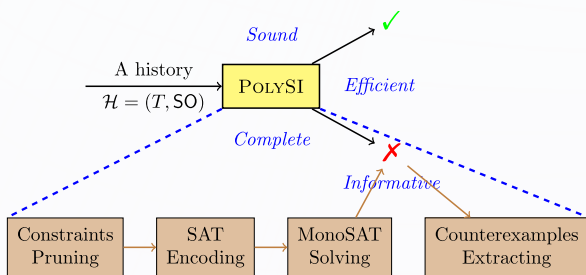 Sound
✓
A history
H = (T, SO)
PolySI
Efficient
Complete
✗
Informative
Constraints
Pruning
SAT
Encoding
MonoSAT
Solving
Counterexamples
Extracting